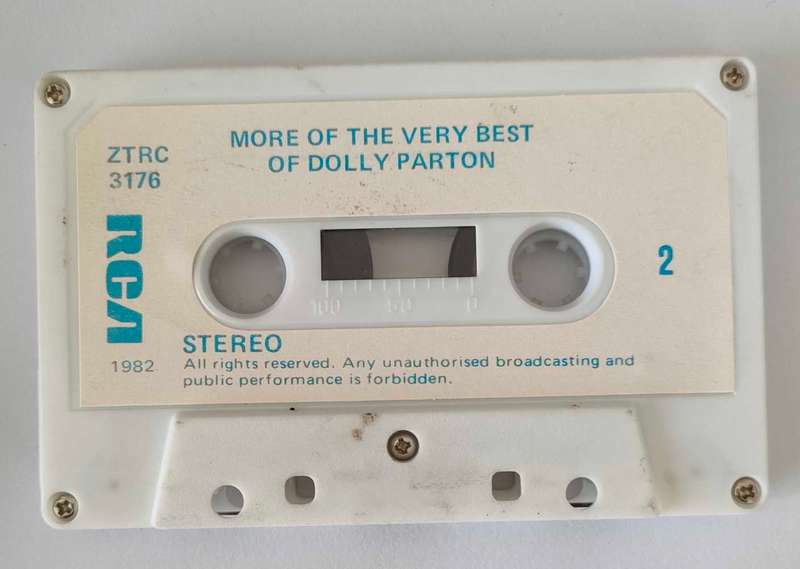 MORE OF THE VERY BEST
OF DOLLY PARTON
ZTRC
3176
RCA
2
100 50 0
1982
STEREO
All rights reserved. Any unauthorised broadcasting and
public performance is forbidden.